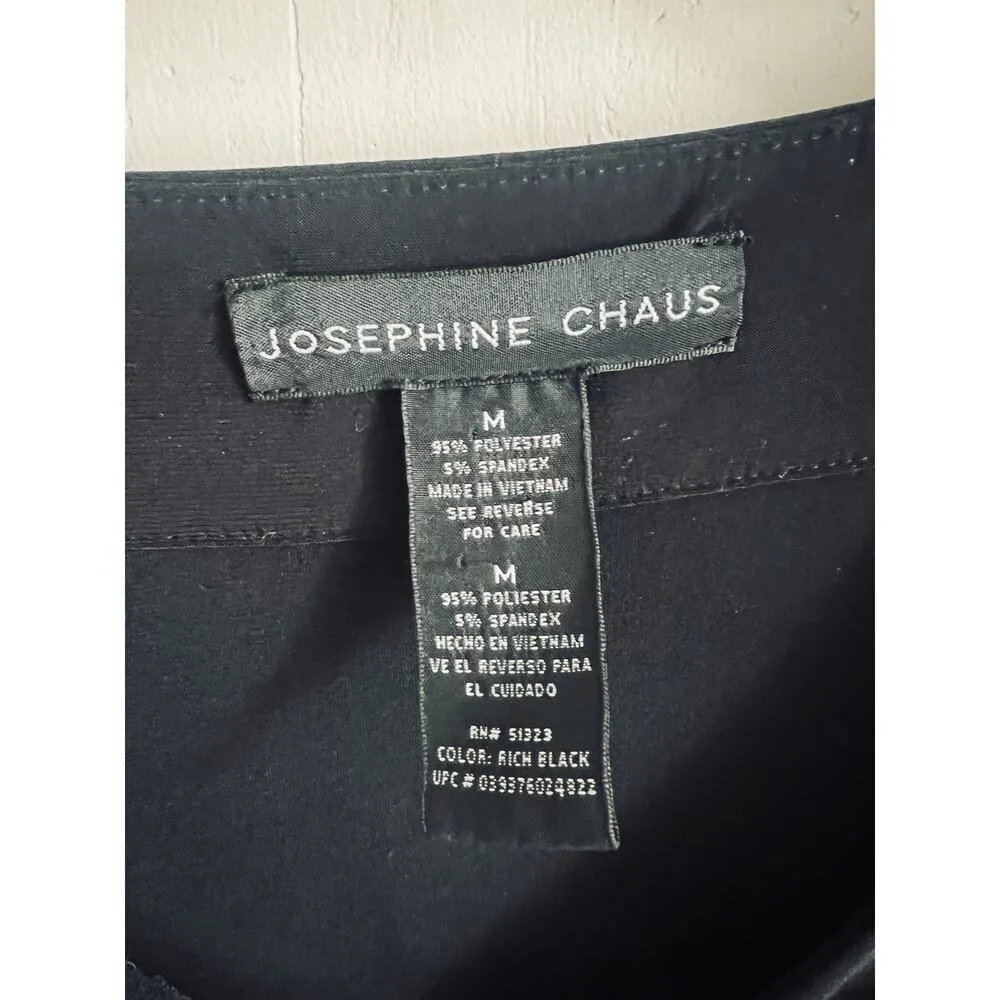 JOSEPHINE CHAUS
M
95% POLYESTER
5% SPANDEX
MADE IN VIETNAM
SEE REVERSE
FOR CARE
M
95% POLIESTER
5% SPANDEX
HECHO EN VIETNAM
VE EL REVERSO PARA
EL CUIDADO
RN# 51323
COLOR: RICH BLACK
UPC # 039376024822